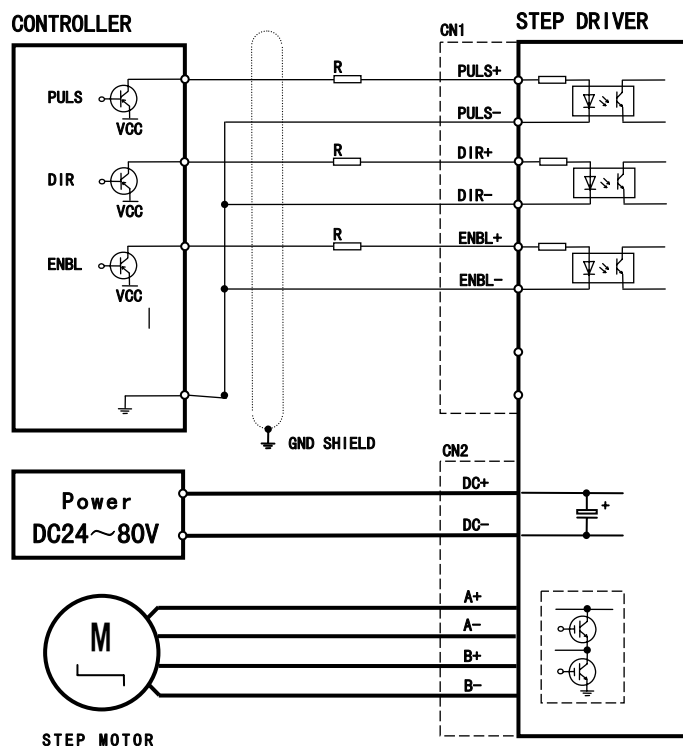 CONTROLLER
STEP DRIVER
CN1
R
PULS+
PULS
VCC
PULS-
R
DIR+
DIR
VCC
DIR-
R
ENBL+
ENBL
VCC
ENBL-
GND SHIELD
CN2
Power
DC24～80V
DC+
+
DC-
A+
A-
M
B+
B-
STEP MOTOR